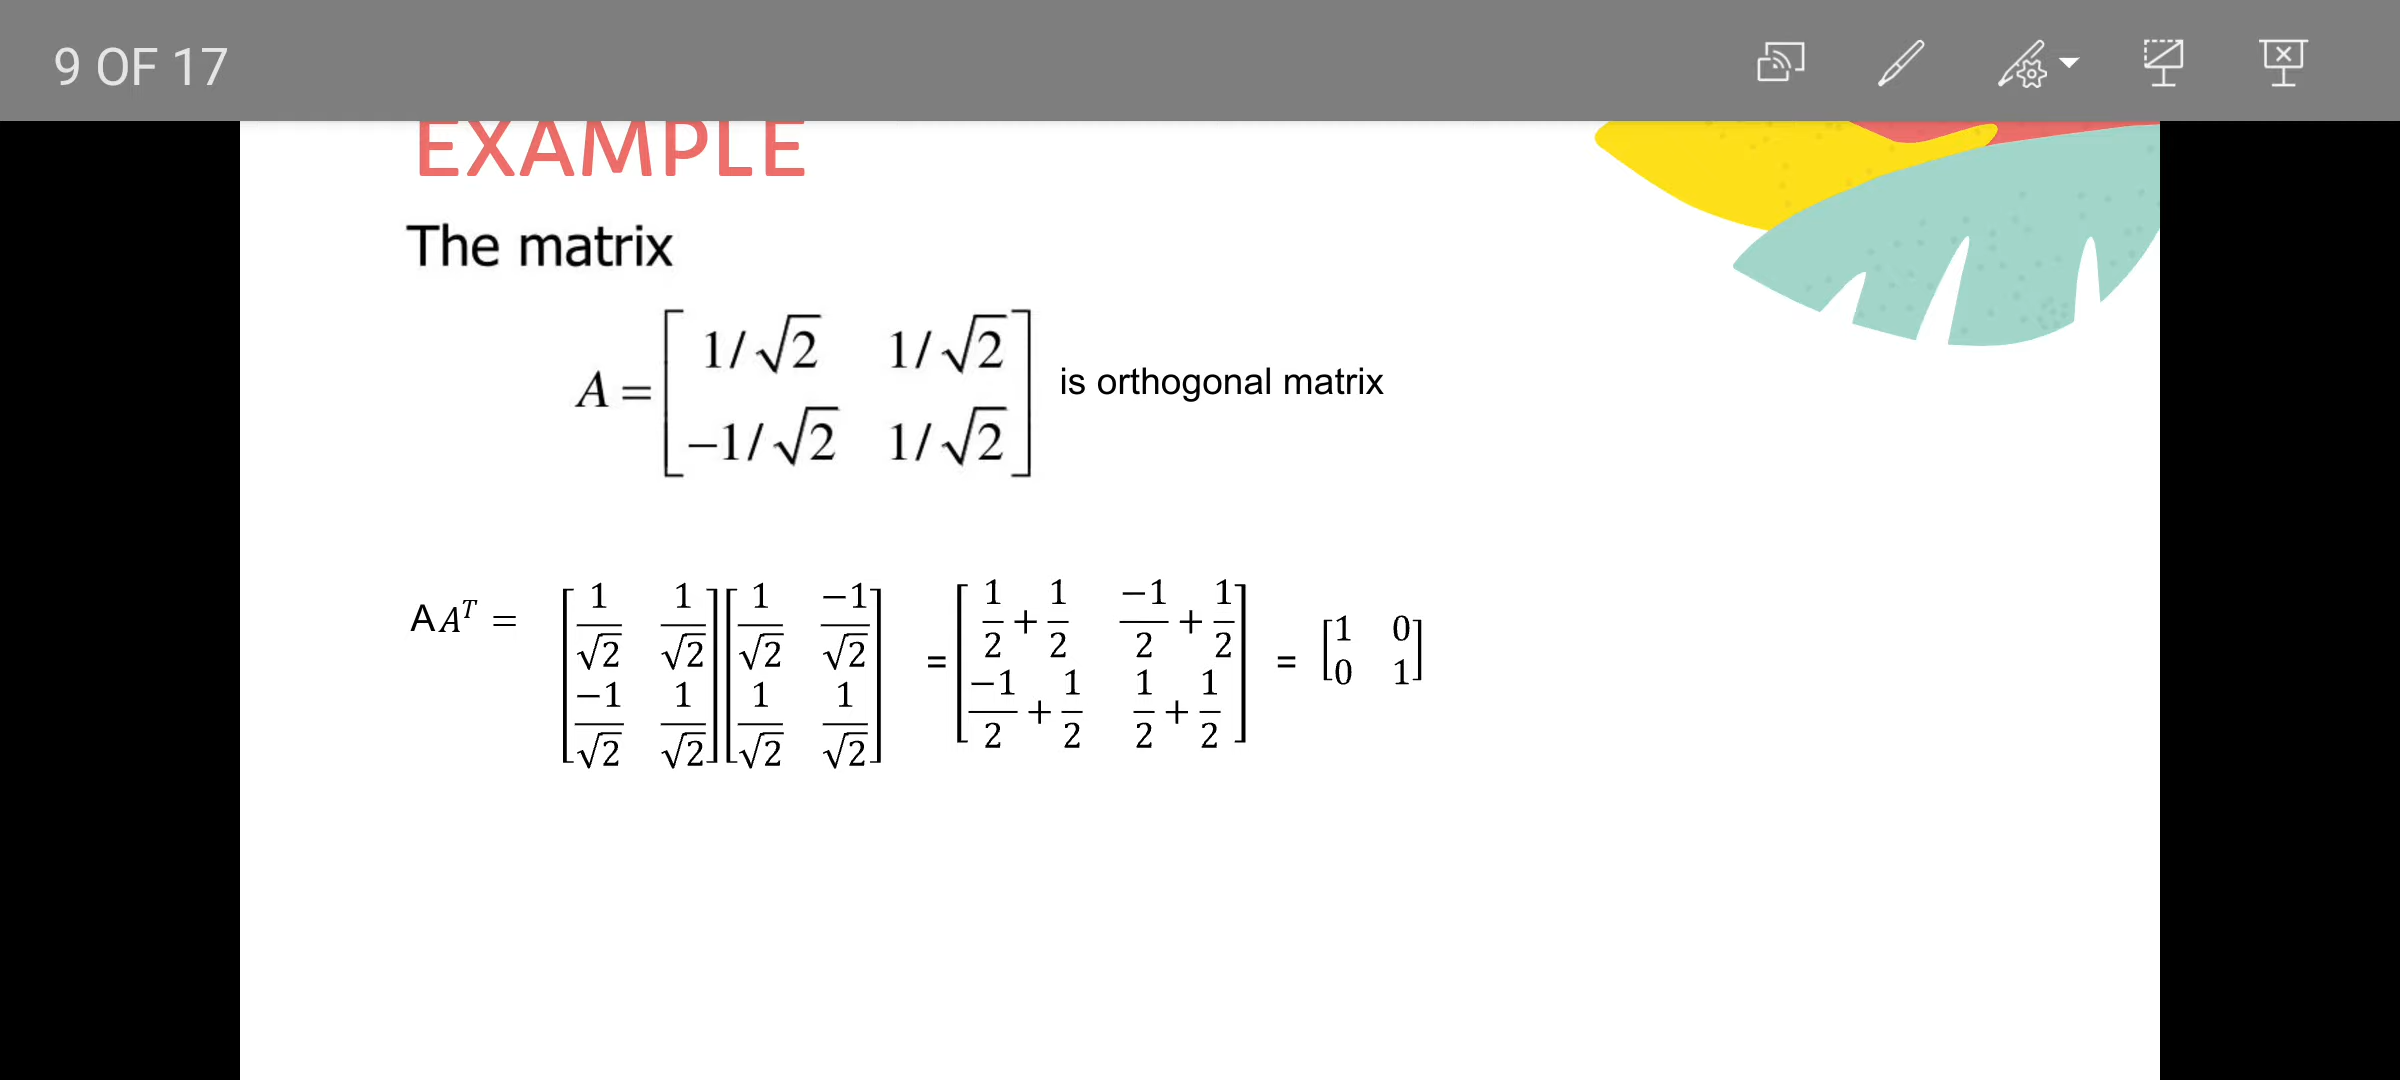 9 OF 17
EXAMPLE
The matrix
A = [ 1/√2 1/√2 ; −1/√2 1/√2 ] is orthogonal matrix
A Aᵀ = [ 1/√2 1/√2 ; −1/√2 1/√2 ] [ 1/√2 −1/√2 ; 1/√2 1/√2 ] = [ 1/2 + 1/2 −1/2 + 1/2 ; −1/2 + 1/2 1/2 + 1/2 ] = [ 1 0 ; 0 1 ]